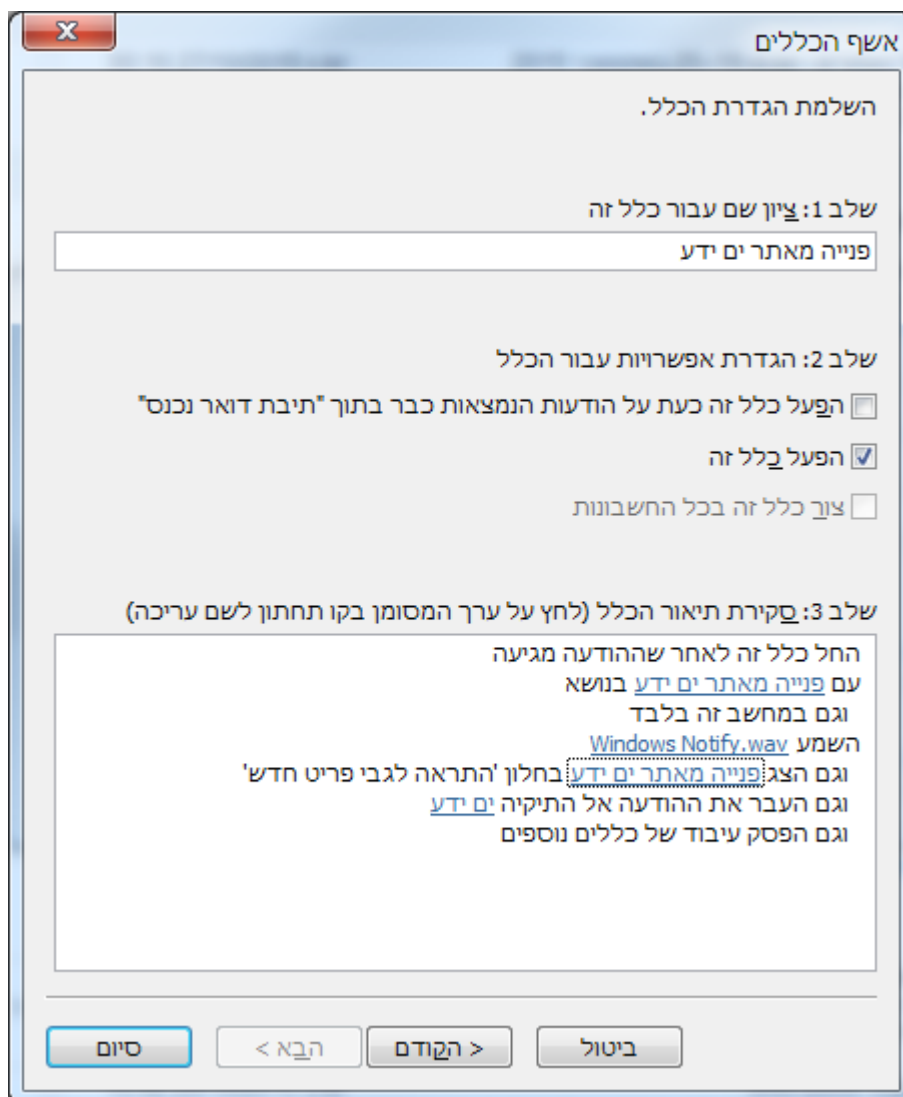 אשף הכללים
השלמת הגדרת הכלל.
שלב 1: ציון שם עבור כלל זה
פנייה מאתר ים ידע
שלב 2: הגדרת אפשרויות עבור הכלל
הפעל כלל זה כעת על הודעות הנמצאות כבר בתוך "תיבת דואר נכנס"
הפעל כלל זה
צור כלל זה בכל החשבונות
שלב 3: סקירת תיאור הכלל (לחץ על ערך המסומן בקו תחתון לשם עריכה)
החל כלל זה לאחר שההודעה מגיעה
עם פנייה מאתר ים ידע בנושא
וגם במחשב זה בלבד
השמע Windows Notify.wav
וגם הצג פנייה מאתר ים ידע בחלון 'התראה לגבי פריט חדש'
וגם העבר את ההודעה אל התיקיה ים ידע
וגם הפסק עיבוד של כללים נוספים
ביטול
< הקודם
הבא >
סיום